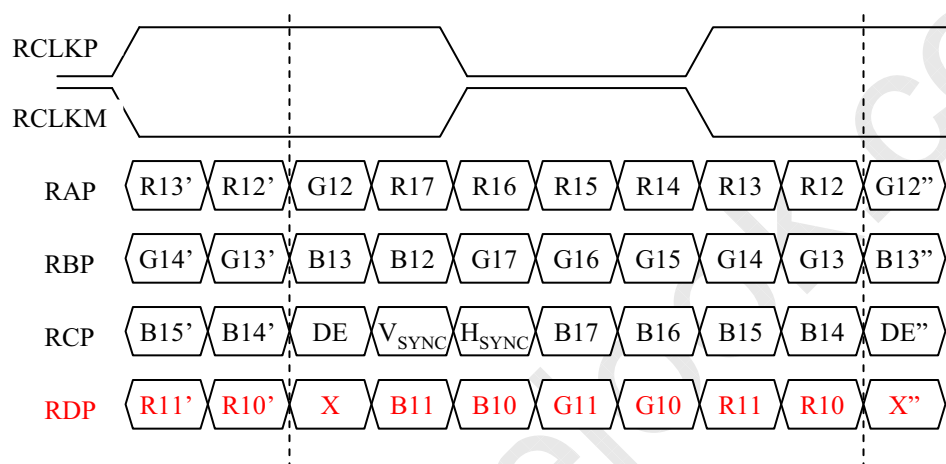 RCLKP
RCLKM
RAP R13’ R12’ G12 R17 R16 R15 R14 R13 R12 G12”
RBP G14’ G13’ B13 B12 G17 G16 G15 G14 G13 B13”
RCP B15’ B14’ DE VSYNC HSYNC B17 B16 B15 B14 DE”
RDP R11’ R10’ X B11 B10 G11 G10 R11 R10 X”